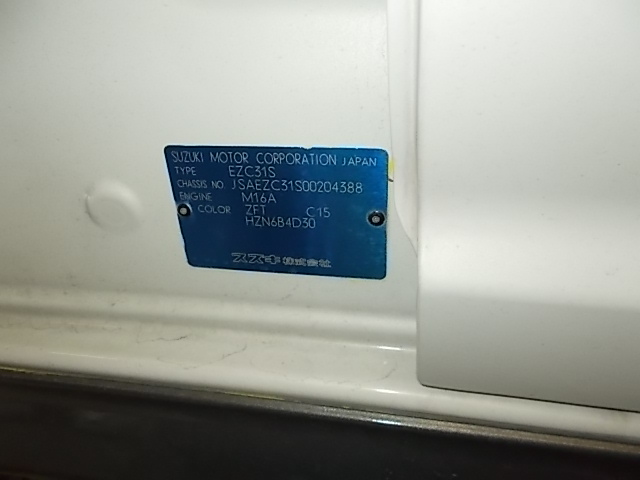 SUZUKI MOTOR CORPORATION JAPAN
TYPE EZC31S
CHASSIS NO. JSAEZC31S00204388
ENGINE M16A
COLOR ZFT C15
HZN6B4D30
スズキ株式会社